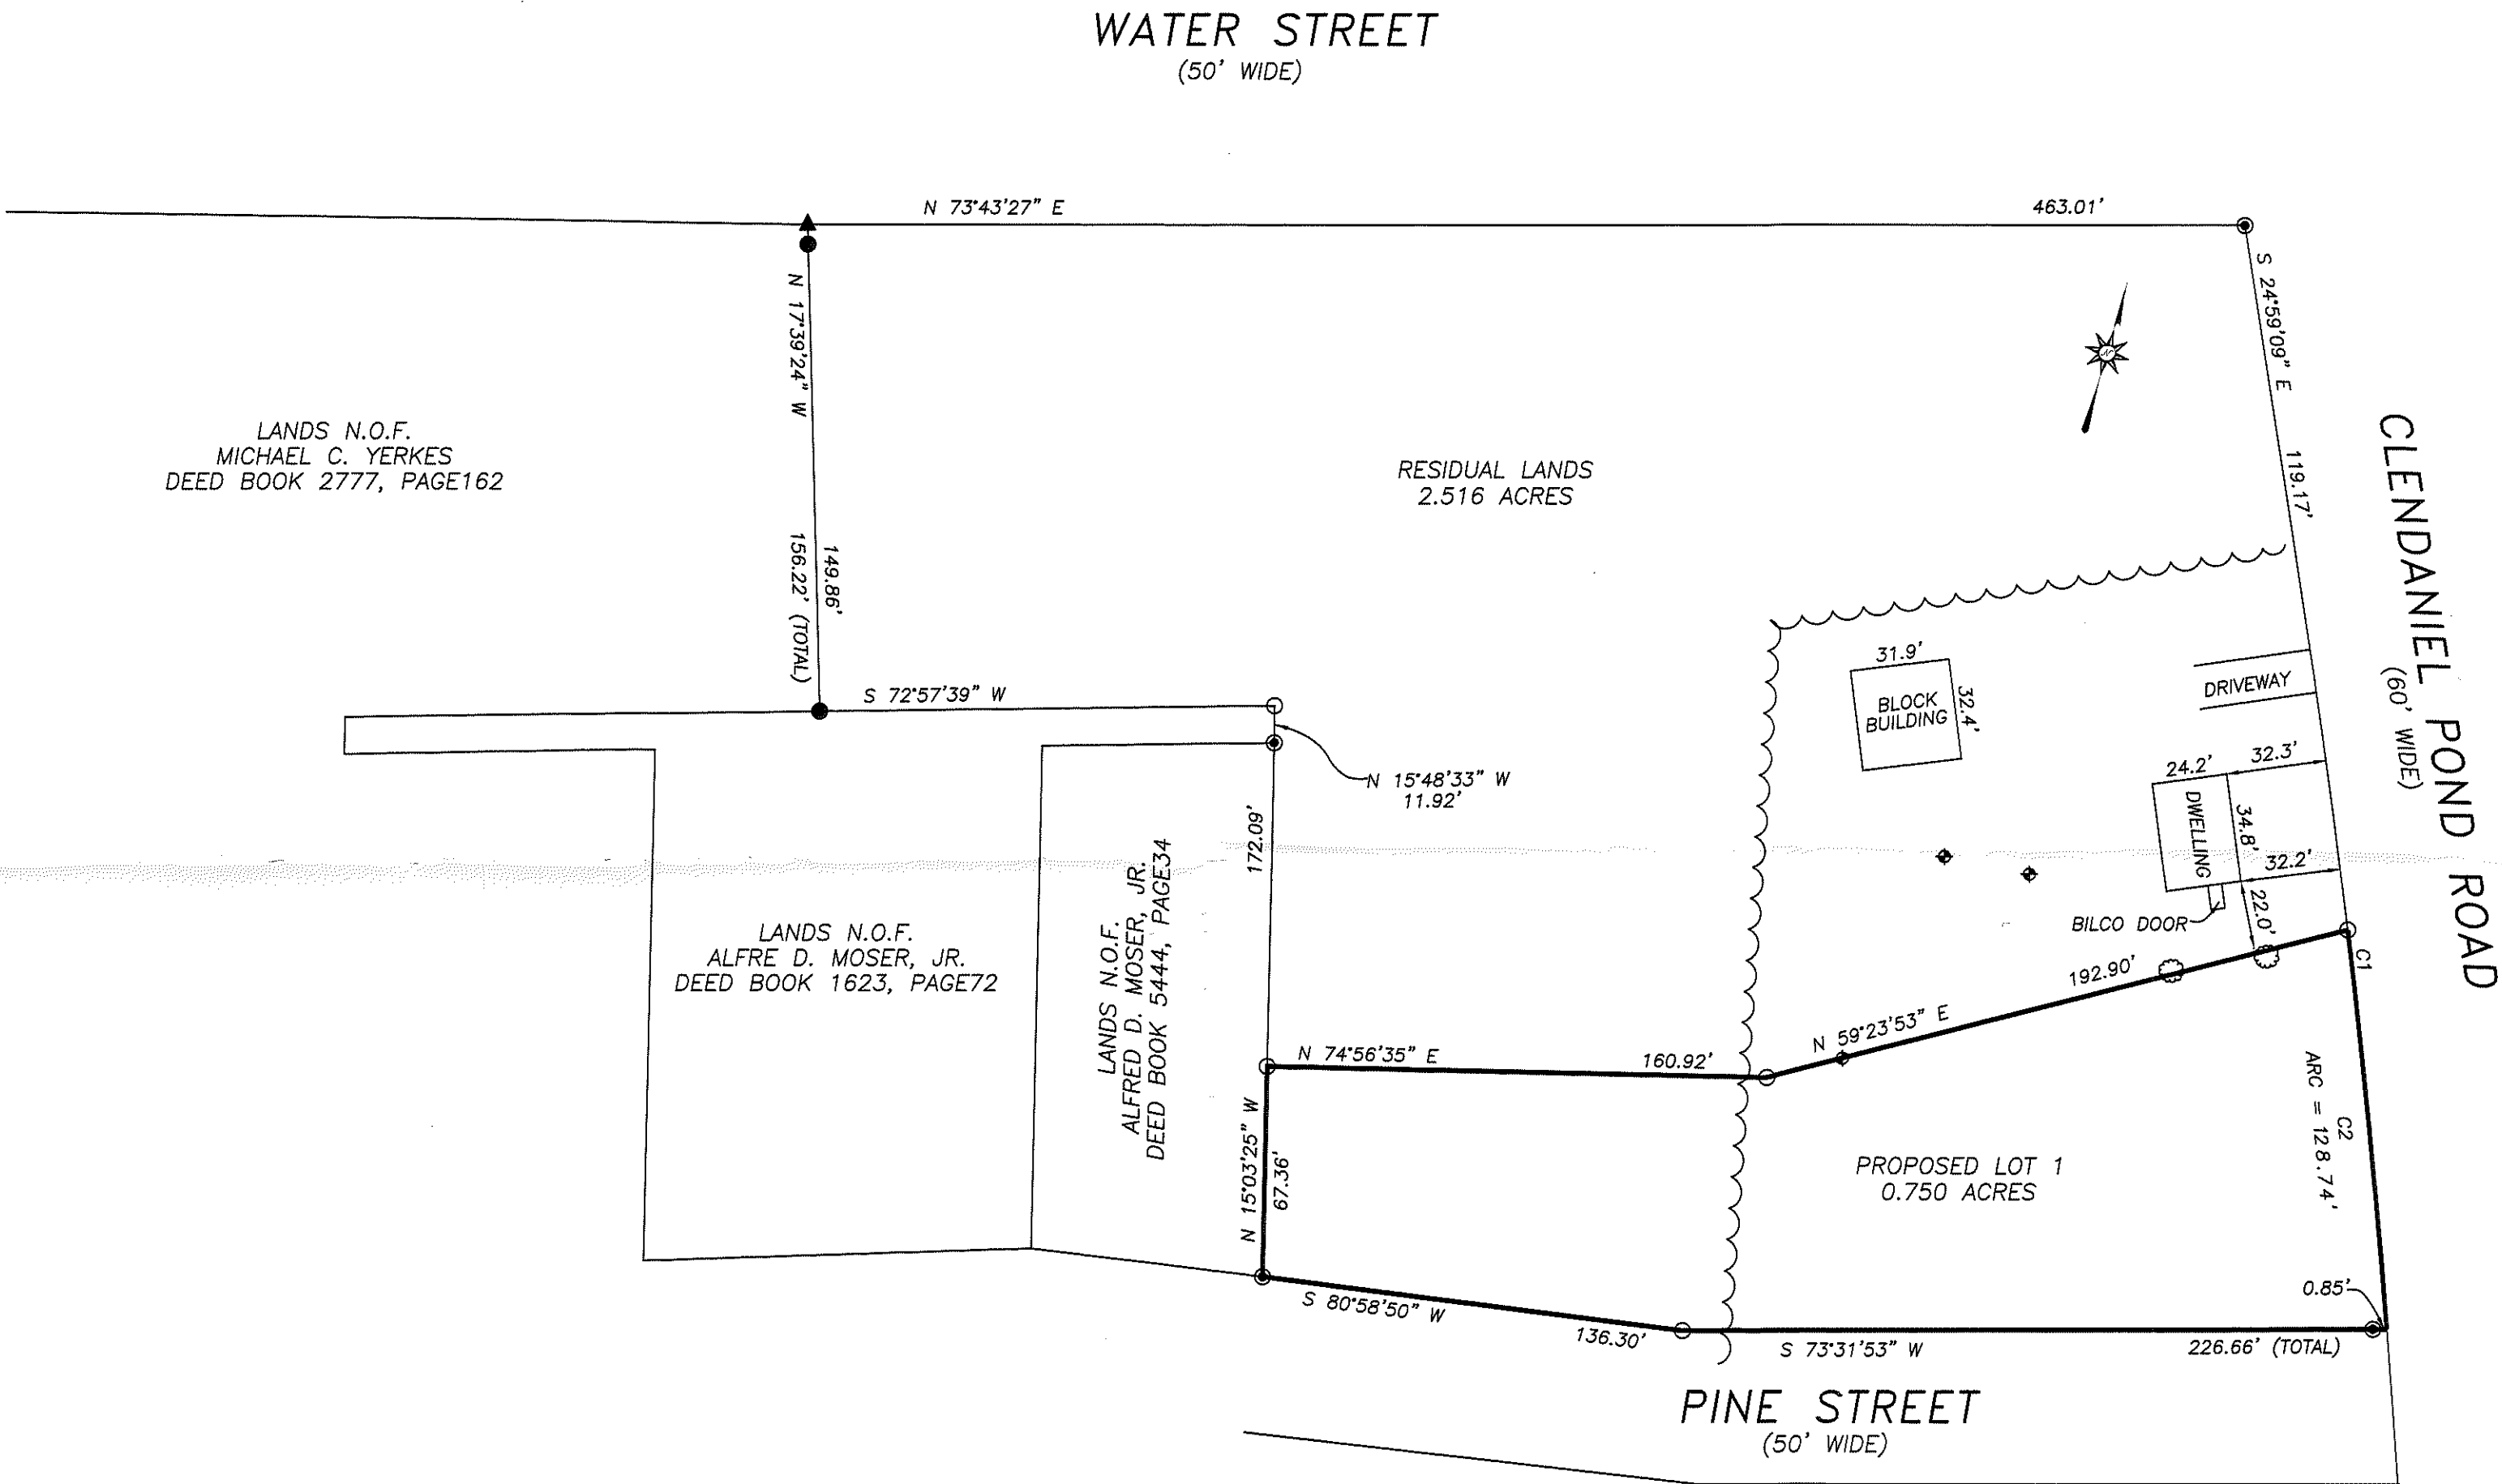 WATER STREET
(50' WIDE)
N 73°43'27" E
463.01'
N 17°39'24" W
149.86'
156.22' (TOTAL)
S 24°59'09" E
119.17'
LANDS N.O.F.
MICHAEL C. YERKES
DEED BOOK 2777, PAGE162
RESIDUAL LANDS
2.516 ACRES
N
CLENDANIEL POND ROAD
(60' WIDE)
S 72°57'39" W
N 15°48'33" W
11.92'
31.9'
32.4'
BLOCK
BUILDING
DRIVEWAY
24.2'
32.3'
DWELLING
34.8'
32.2'
22.0'
BILCO DOOR
172.09'
LANDS N.O.F.
ALFRE D. MOSER, JR.
DEED BOOK 1623, PAGE72
LANDS N.O.F.
ALFRED D. MOSER, JR.
DEED BOOK 5444, PAGE34
192.90'
N 59°23'53" E
C1
N 74°56'35" E
160.92'
N 15°03'25" W
67.36'
C2
ARC = 128.74'
PROPOSED LOT 1
0.750 ACRES
0.85'
S 80°58'50" W
136.30'
S 73°31'53" W
226.66' (TOTAL)
PINE STREET
(50' WIDE)